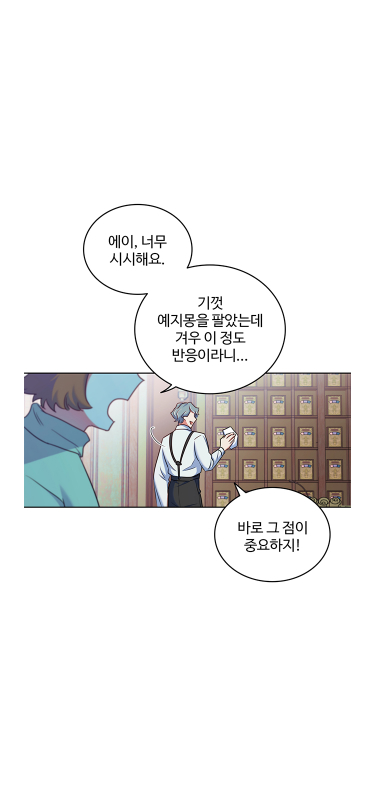 에이, 너무
시시해요.
기껏
예지몽을 팔았는데
겨우 이 정도
반응이라니...
바로 그 점이
중요하지!